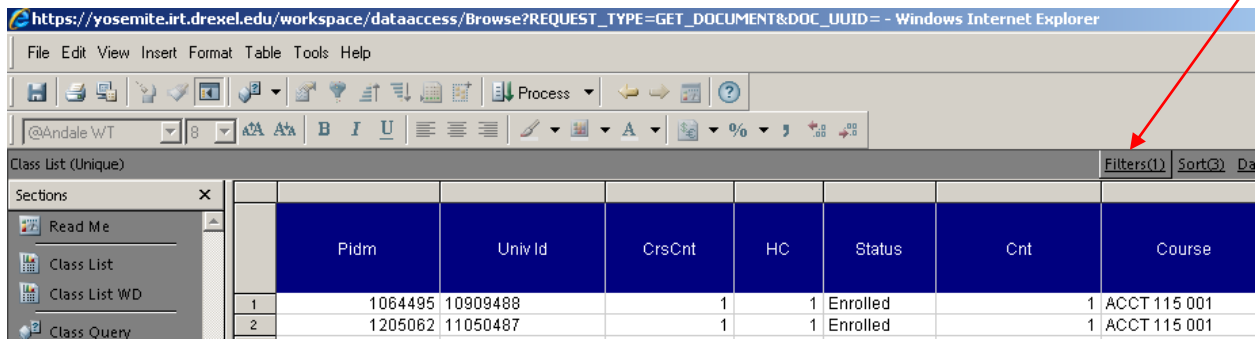 https://yosemite.irt.drexel.edu/workspace/dataaccess/Browse?REQUEST_TYPE=GET_DOCUMENT&DOC_UUID= - Windows Internet Explorer
File Edit View Insert Format Table Tools Help
Process ?
@Andale WT 8 AA AA B I U A % ,
Class List (Unique) Filters(1) Sort(3) Da
Sections X
Pidm Univ Id CrsCnt HC Status Cnt Course
Read Me
Class List
Class List WD
1 1064495 10909488 1 1 Enrolled 1 ACCT 115 001
Class Query
2 1205062 11050487 1 1 Enrolled 1 ACCT 115 001